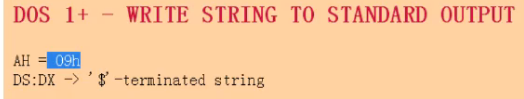 DOS 1+ - WRITE STRING TO STANDARD OUTPUT
AH = 09h
DS:DX -> '$'-terminated string